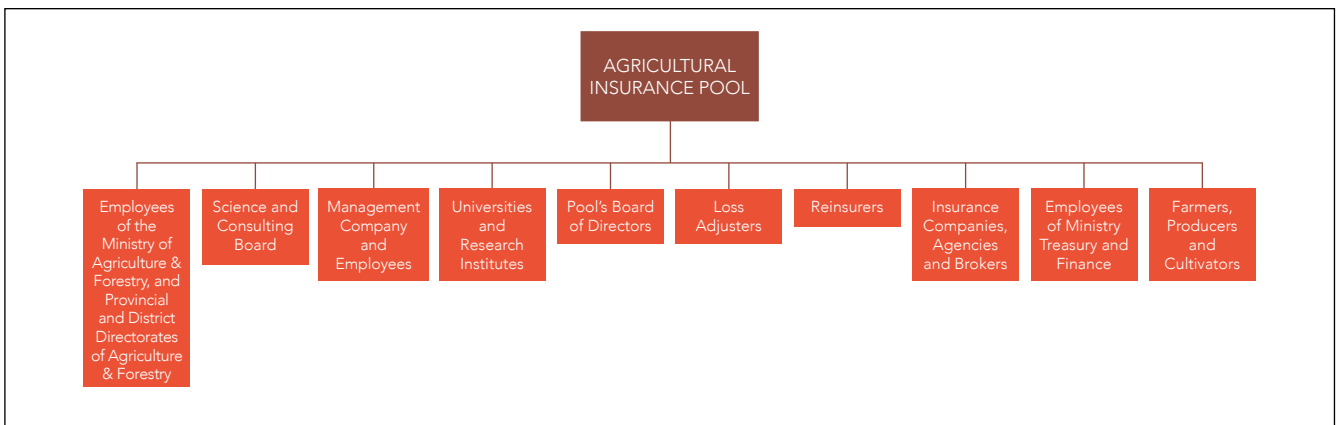 AGRICULTURAL
INSURANCE POOL
Employees
of the
Ministry of
Agriculture &
Forestry, and
Provincial
and District
Directorates
of Agriculture
& Forestry
Science and
Consulting
Board
Management
Company
and
Employees
Universities
and
Research
Institutes
Pool's Board
of Directors
Loss
Adjusters
Reinsurers
Insurance
Companies,
Agencies
and Brokers
Employees
of Ministry
Treasury and
Finance
Farmers,
Producers
and
Cultivators